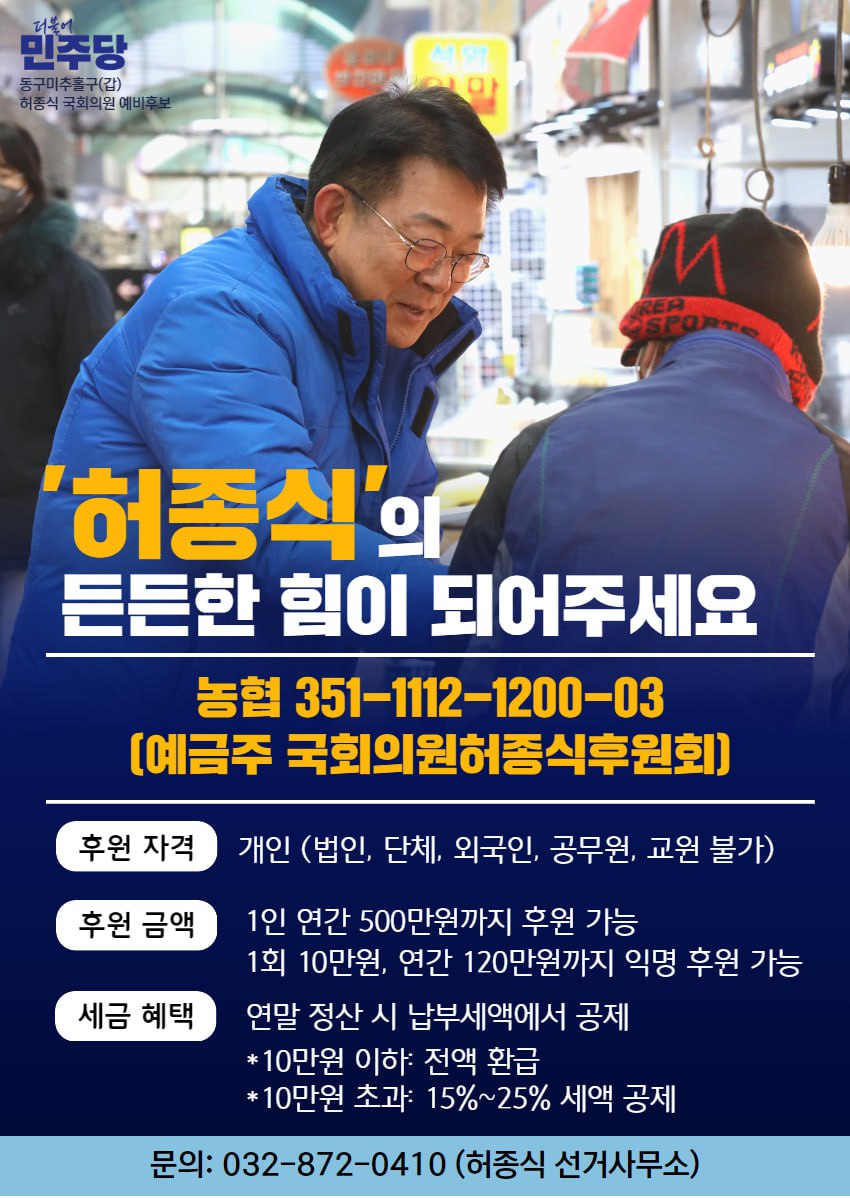 더불어
민주당
동구미추홀구(갑)
허종식 국회의원 예비후보
M
REA
SPORTS
'허종식'의
든든한 힘이 되어주세요
농협 351-1112-1200-03
(예금주 국회의원허종식후원회)
후원 자격 개인 (법인, 단체, 외국인, 공무원, 교원 불가)
후원 금액 1인 연간 500만원까지 후원 가능
1회 10만원, 연간 120만원까지 익명 후원 가능
세금 혜택 연말 정산 시 납부세액에서 공제
*10만원 이하: 전액 환급
*10만원 초과: 15%~25% 세액 공제
문의: 032-872-0410 (허종식 선거사무소)